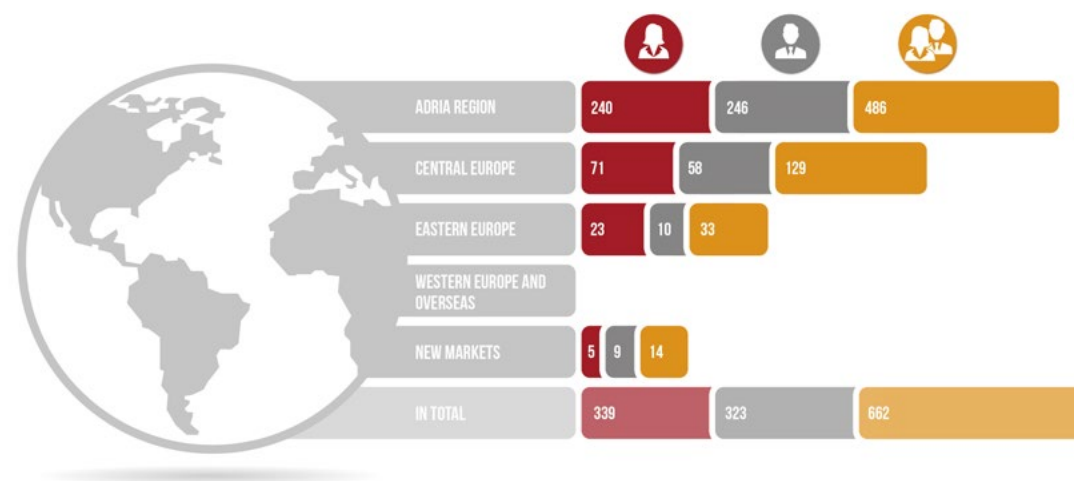 ADRIA REGION 240 246 486
CENTRAL EUROPE 71 58 129
EASTERN EUROPE 23 10 33
WESTERN EUROPE AND
OVERSEAS
NEW MARKETS 5 9 14
IN TOTAL 339 323 662